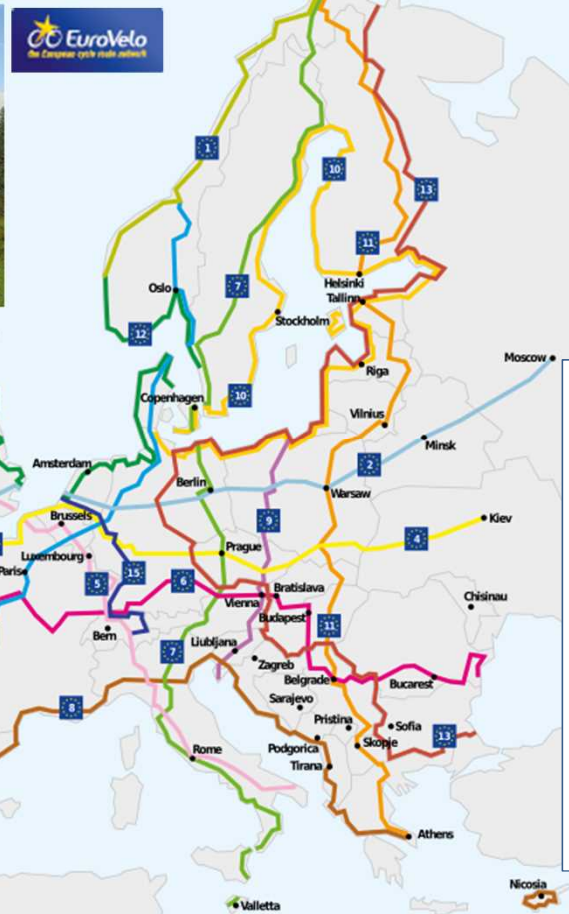 EuroVelo
the European cycle route network
1
10
13
11
Helsinki
Tallinn
Oslo
7
12
Stockholm
Moscow
Riga
Copenhagen
10
Vilnius
Minsk
Amsterdam
2
Berlin
Warsaw
Brussels
9
Kiev
4
Prague
Luxembourg
Paris
5
15
6
Bratislava
Vienna
Chisinau
Budapest
11
Bern
7
Liubljana
Zagreb
Belgrade
Bucarest
Sarajevo
8
Pristina
Sofia
13
Rome
Podgorica
Skopje
Tirana
Athens
Nicosia
Valletta